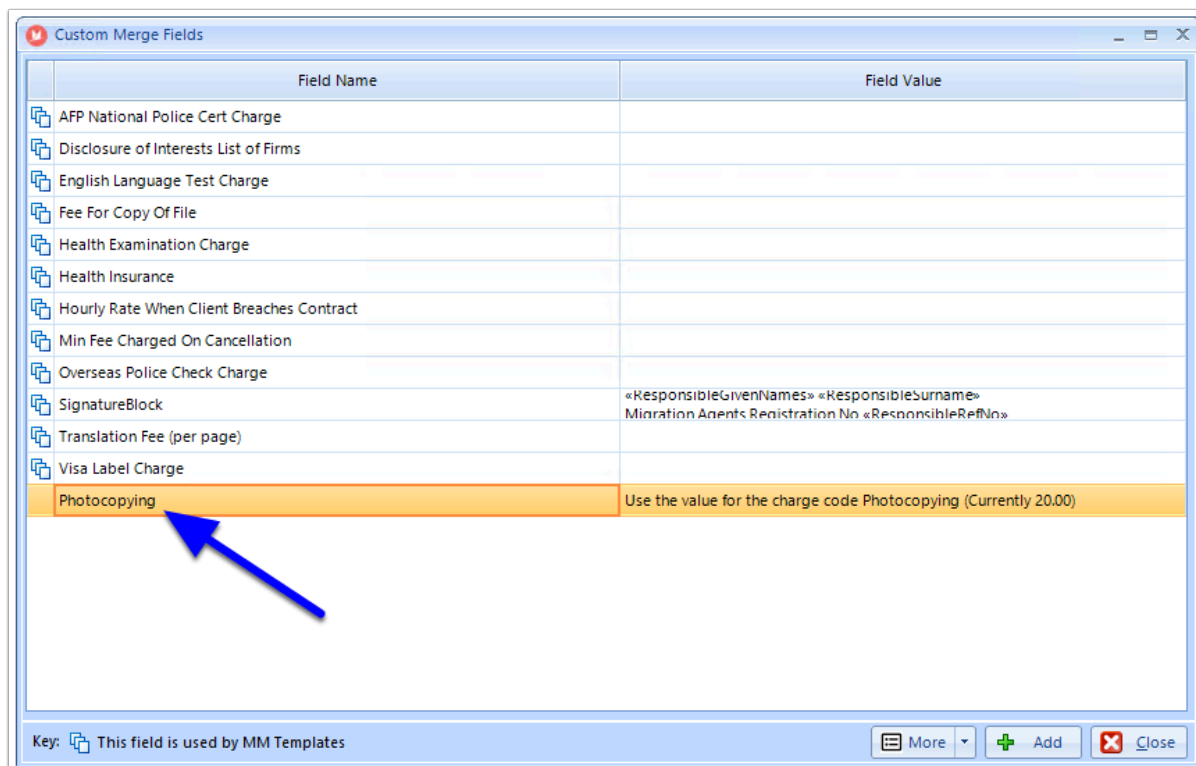 Custom Merge Fields
Field Name Field Value
AFP National Police Cert Charge
Disclosure of Interests List of Firms
English Language Test Charge
Fee For Copy Of File
Health Examination Charge
Health Insurance
Hourly Rate When Client Breaches Contract
Min Fee Charged On Cancellation
Overseas Police Check Charge
SignatureBlock «ResponsibleGivenNames» «ResponsibleSurname»
Migration Agents Registration No «ResponsibleRefNo»
Translation Fee (per page)
Visa Label Charge
Photocopying Use the value for the charge code Photocopying (Currently 20.00)
Key: This field is used by MM Templates More Add Close